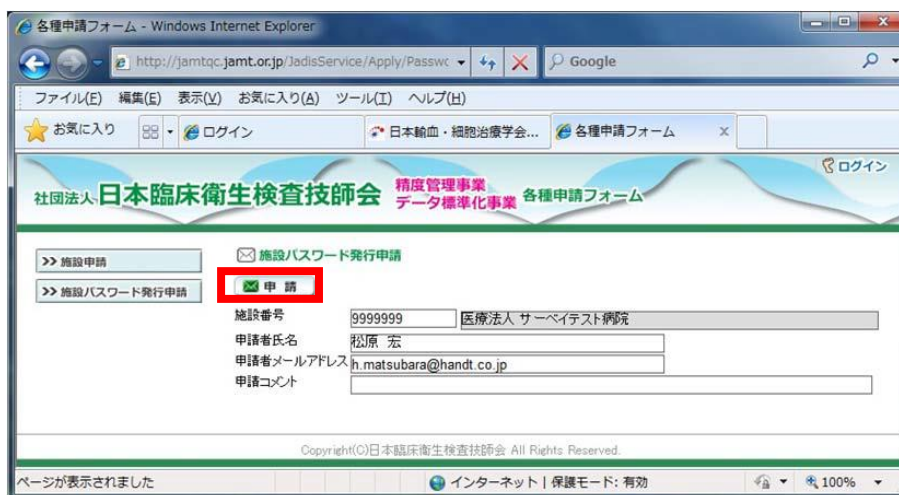 各種申請フォーム - Windows Internet Explorer
http://jamtqc.jamt.or.jp/JadisService/Apply/Passwc
Google
ファイル(F) 編集(E) 表示(V) お気に入り(A) ツール(T) ヘルプ(H)
お気に入り ログイン 日本輸血・細胞治療学会... 各種申請フォーム x
ログイン
社団法人 日本臨床衛生検査技師会 精度管理事業 データ標準化事業 各種申請フォーム
>> 施設申請
>> 施設パスワード発行申請
施設パスワード発行申請
申 請
施設番号 9999999 医療法人 サーベイテスト病院
申請者氏名 松原 宏
申請者メールアドレス h.matsubara@handt.co.jp
申請コメント
Copyright(C)日本臨床衛生検査技師会 All Rights Reserved.
ページが表示されました インターネット | 保護モード: 有効 100%